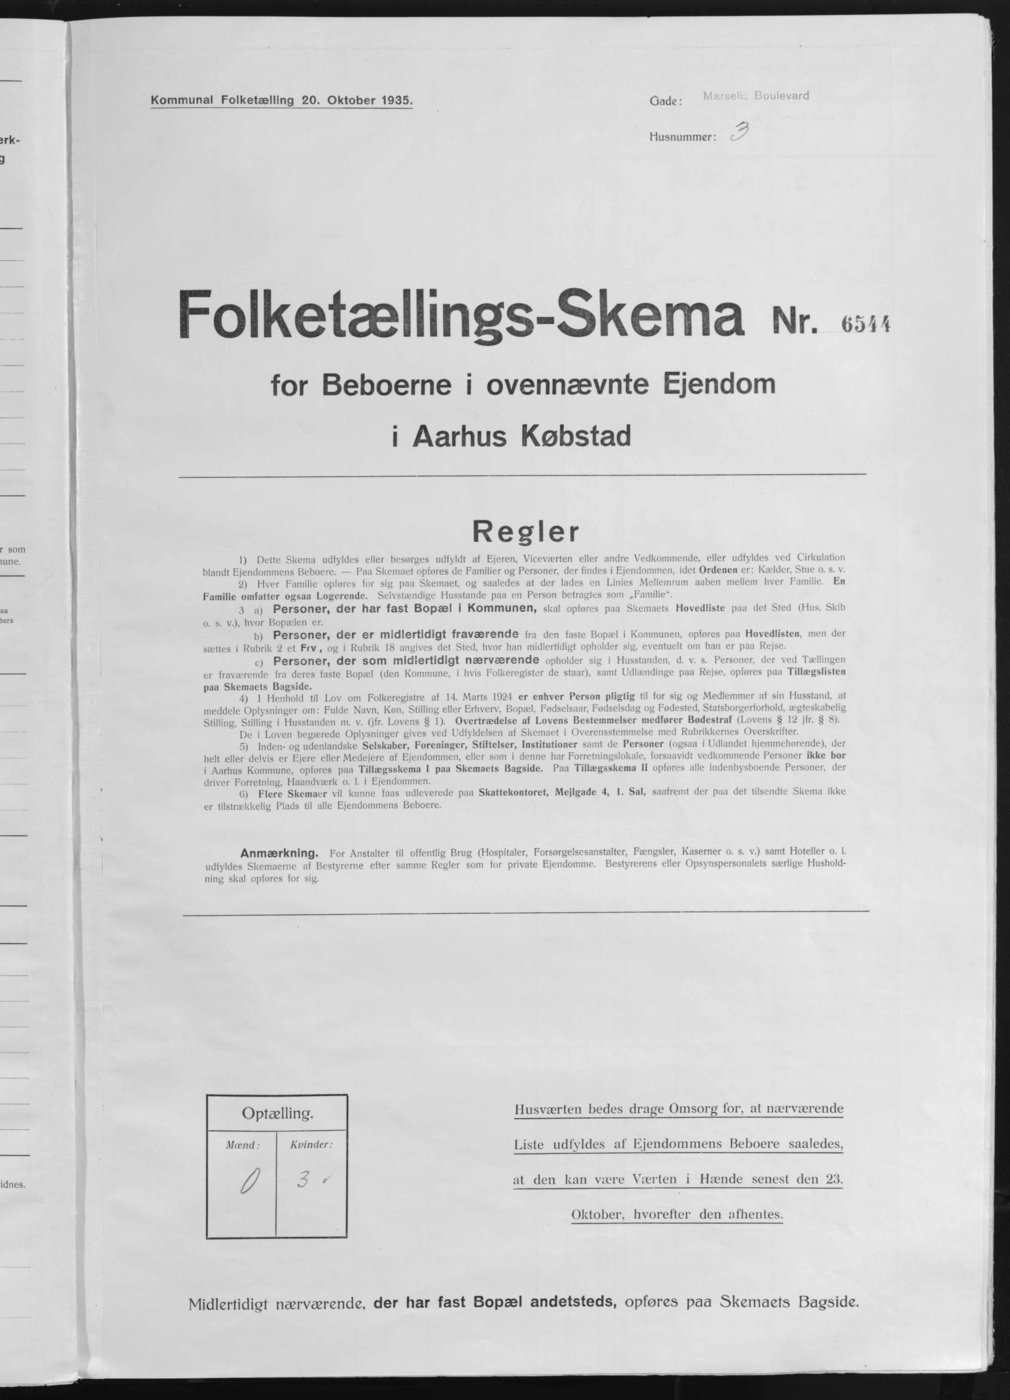 Kommunal Folketælling 20. Oktober 1935.
Gade: Marselis Boulevard
Husnummer: 3
Folketællings-Skema Nr. 6544
for Beboerne i ovennævnte Ejendom
i Aarhus Købstad
Regler
1) Dette Skema udfyldes eller besørges udfyldt af Ejeren, Viceværten eller andre Vedkommende, eller udfyldes ved Cirkulation
blandt Ejendommens Beboere. — Paa Skemaet opføres de Familier og Personer, der findes i Ejendommen, idet Ordenen er: Kælder, Stue o. s. v.
2) Hver Familie opføres for sig paa Skemaet, og saaledes at der lades en Linies Mellemrum aaben mellem hver Familie. En
Familie omfatter ogsaa Logerende. Selvstændige Husstande paa en Person betragtes som „Familie“.
3 a) Personer, der har fast Bopæl i Kommunen, skal opføres paa Skemaets Hovedliste paa det Sted (Hus, Skib
o. s. v.), hvor Bopælen er.
b) Personer, der er midlertidigt fraværende fra den faste Bopæl i Kommunen, opføres paa Hovedlisten, men der
sættes i Rubrik 2 et Frv., og i Rubrik 18 angives det Sted, hvor han midlertidigt opholder sig, eventuelt om han er paa Rejse.
c) Personer, der som midlertidigt nærværende opholder sig i Husstanden, d. v. s. Personer, der ved Tællingen
er fraværende fra deres faste Bopæl (den Kommune, i hvis Folkeregister de staar), samt Udlændinge paa Rejse, opføres paa Tillægslisten
paa Skemaets Bagside.
4) I Henhold til Lov om Folkeregistre af 14. Marts 1924 er enhver Person pligtig til for sig og Medlemmer af sin Husstand, at
meddele Oplysninger om: Fulde Navn, Køn, Stilling eller Erhverv, Bopæl, Fødselsaar, Fødselsdag og Fødested, Statsborgerforhold, ægteskabelig
Stilling, Stilling i Husstanden m. v. (jfr. Lovens § 1). Overtrædelse af Lovens Bestemmelser medfører Bødestraf (Lovens § 12 jfr. § 8).
De i Loven begærede Oplysninger gives ved Udfyldelsen af Skemaet i Overensstemmelse med Rubrikkernes Overskrifter.
5) Inden- og udenlandske Selskaber, Foreninger, Stiftelser, Institutioner samt de Personer (ogsaa i Udlandet hjemmehørende), der
helt eller delvis er Ejere eller Medejere af Ejendommen, eller som i denne har Forretningslokale, forsaavidt vedkommende Personer ikke bor
i Aarhus Kommune, opføres paa Tillægsskema I paa Skemaets Bagside. Paa Tillægsskema II opføres alle indenbysboende Personer, der
driver Forretning, Haandværk o. l. i Ejendommen.
6) Flere Skemaer vil kunne faas udleverede paa Skattekontoret, Mejlgade 4, 1. Sal, saafremt der paa det tilsendte Skema ikke
er tilstrækkelig Plads til alle Ejendommens Beboere.
Anmærkning. For Anstalter til offentlig Brug (Hospitaler, Forsørgelsesanstalter, Fængsler, Kaserner o. s. v.) samt Hoteller o. l.
udfyldes Skemaerne af Bestyrerne efter samme Regler som for private Ejendomme. Bestyrerens eller Opsynspersonalets særlige Hushold-
ning skal opføres for sig.
Optælling.
Mænd: Kvinder:
0 3 ✓
Husværten bedes drage Omsorg for, at nærværende
Liste udfyldes af Ejendommens Beboere saaledes,
at den kan være Værten i Hænde senest den 23.
Oktober, hvorefter den afhentes.
Midlertidigt nærværende, der har fast Bopæl andetsteds, opføres paa Skemaets Bagside.